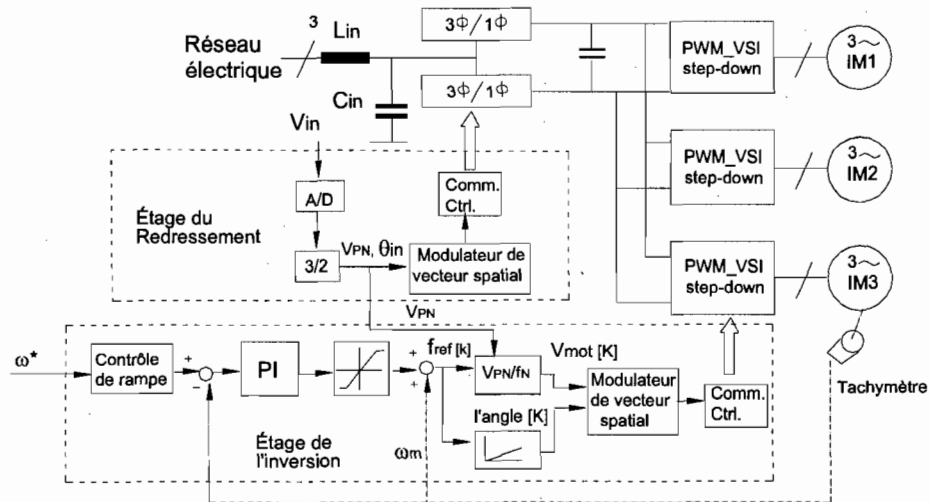 3
Réseau
électrique
Lin
Cin
3Φ/1Φ
3Φ/1Φ
PWM_VSI
step-down
3~
IM1
PWM_VSI
step-down
3~
IM2
PWM_VSI
step-down
3~
IM3
Vin
A/D
3/2
Étage du
Redressement
VPN, θin
Comm.
Ctrl.
Modulateur de
vecteur spatial
VPN
ω*
Contrôle
de rampe
+
−
PI
+
+
fref [k]
VPN/fN
Vmot [K]
l'angle [K]
Modulateur
de vecteur
spatial
Comm.
Ctrl.
Tachymètre
Étage de
l'inversion
ωm